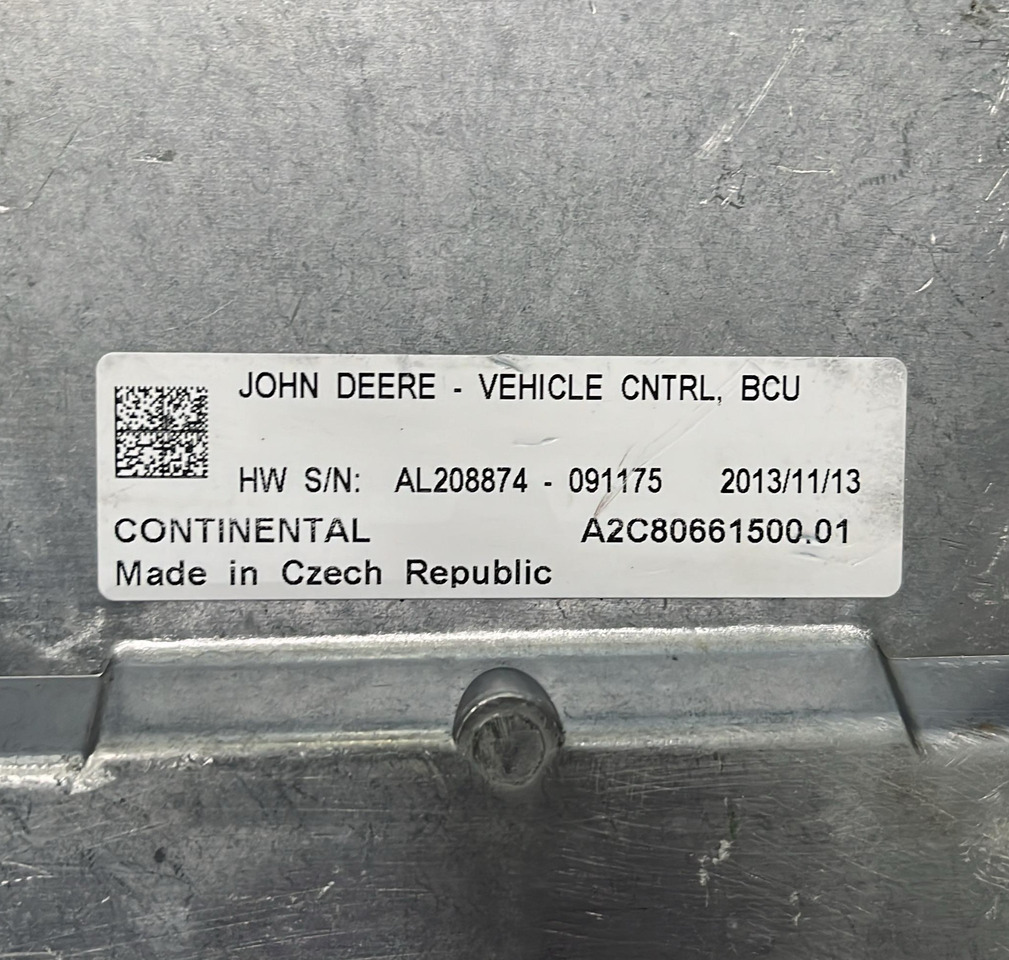 JOHN DEERE - VEHICLE CNTRL, BCU
HW S/N: AL208874 - 091175 2013/11/13
CONTINENTAL A2C80661500.01
Made in Czech Republic